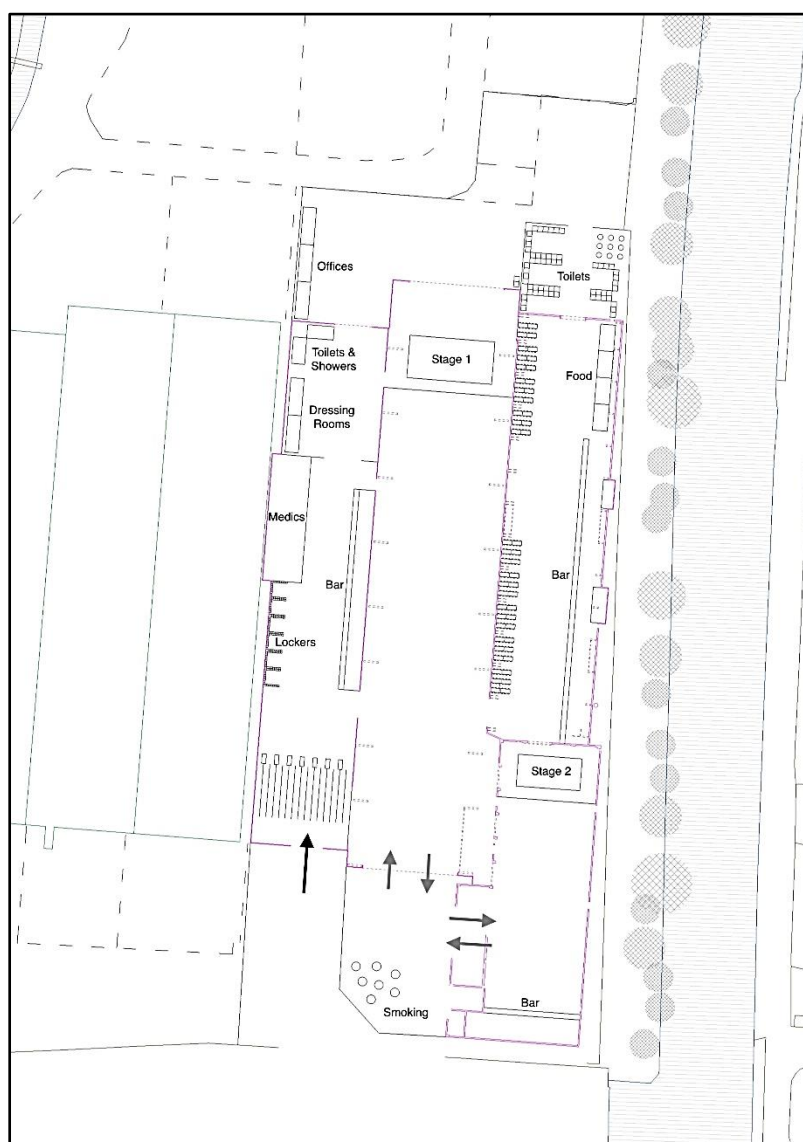 Offices
Toilets
Toilets &
Showers
Stage 1
Food
Dressing
Rooms
Medics
Bar
Bar
Lockers
Stage 2
Bar
Smoking